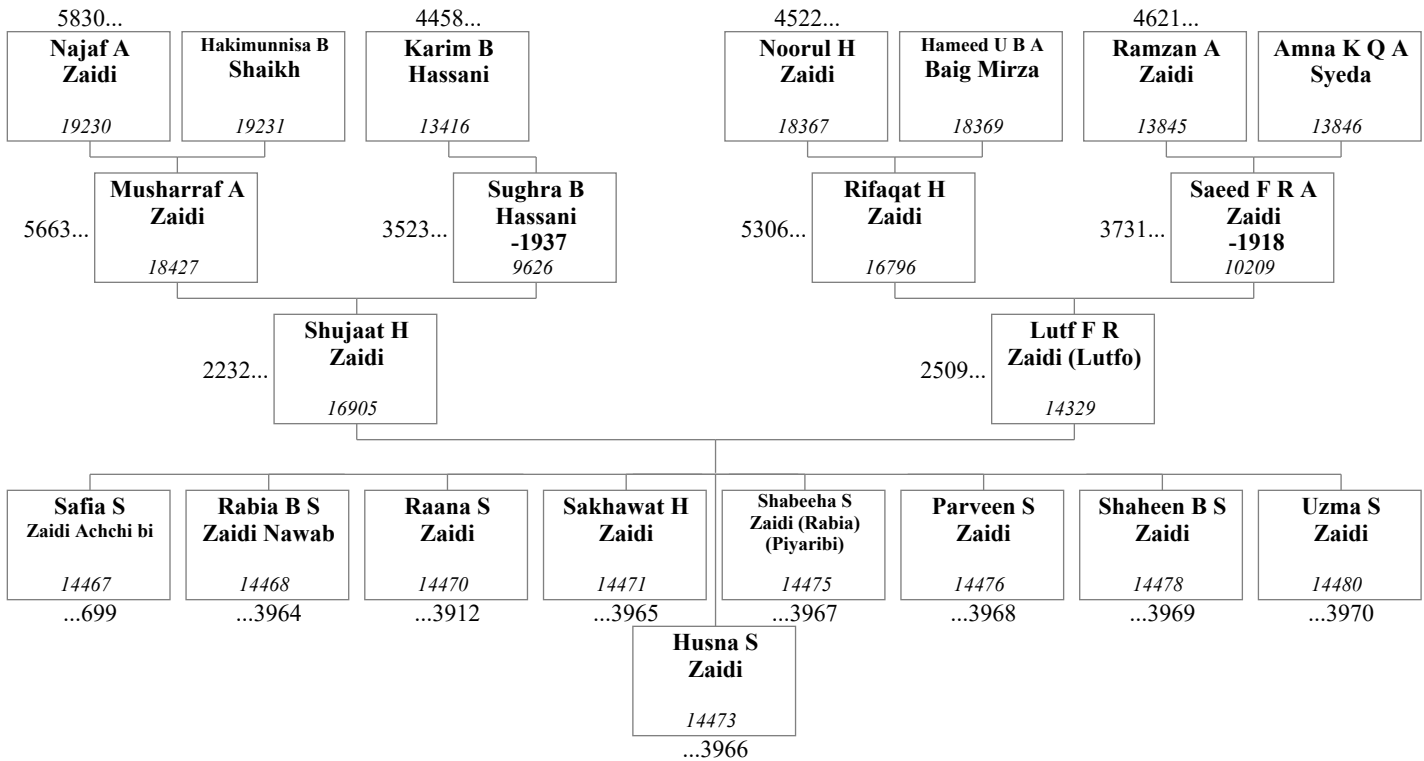 5830...
4458...
4522...
4621...
Najaf A
Zaidi
19230
Hakimunnisa B
Shaikh
19231
Karim B
Hassani
13416
Noorul H
Zaidi
18367
Hameed U B A
Baig Mirza
18369
Ramzan A
Zaidi
13845
Amna K Q A
Syeda
13846
5663...
Musharraf A
Zaidi
18427
3523...
Sughra B
Hassani
-1937
9626
5306...
Rifaqat H
Zaidi
16796
3731...
Saeed F R A
Zaidi
-1918
10209
2232...
Shujaat H
Zaidi
16905
2509...
Lutf F R
Zaidi (Lutfo)
14329
Safia S
Zaidi Achchi bi
14467
...699
Rabia B S
Zaidi Nawab
14468
...3964
Raana S
Zaidi
14470
...3912
Sakhawat H
Zaidi
14471
...3965
Shabeeha S
Zaidi (Rabia)
(Piyaribi)
14475
...3967
Parveen S
Zaidi
14476
...3968
Shaheen B S
Zaidi
14478
...3969
Uzma S
Zaidi
14480
...3970
Husna S
Zaidi
14473
...3966